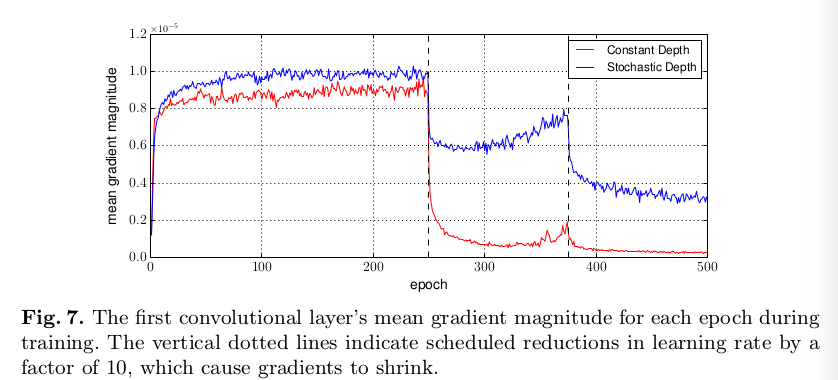 ×10⁻⁵
1.2
1.0
0.8
0.6
0.4
0.2
0.0
mean gradient magnitude
Constant Depth
Stochastic Depth
0 100 200 300 400 500
epoch
Fig. 7. The first convolutional layer's mean gradient magnitude for each epoch during
training. The vertical dotted lines indicate scheduled reductions in learning rate by a
factor of 10, which cause gradients to shrink.